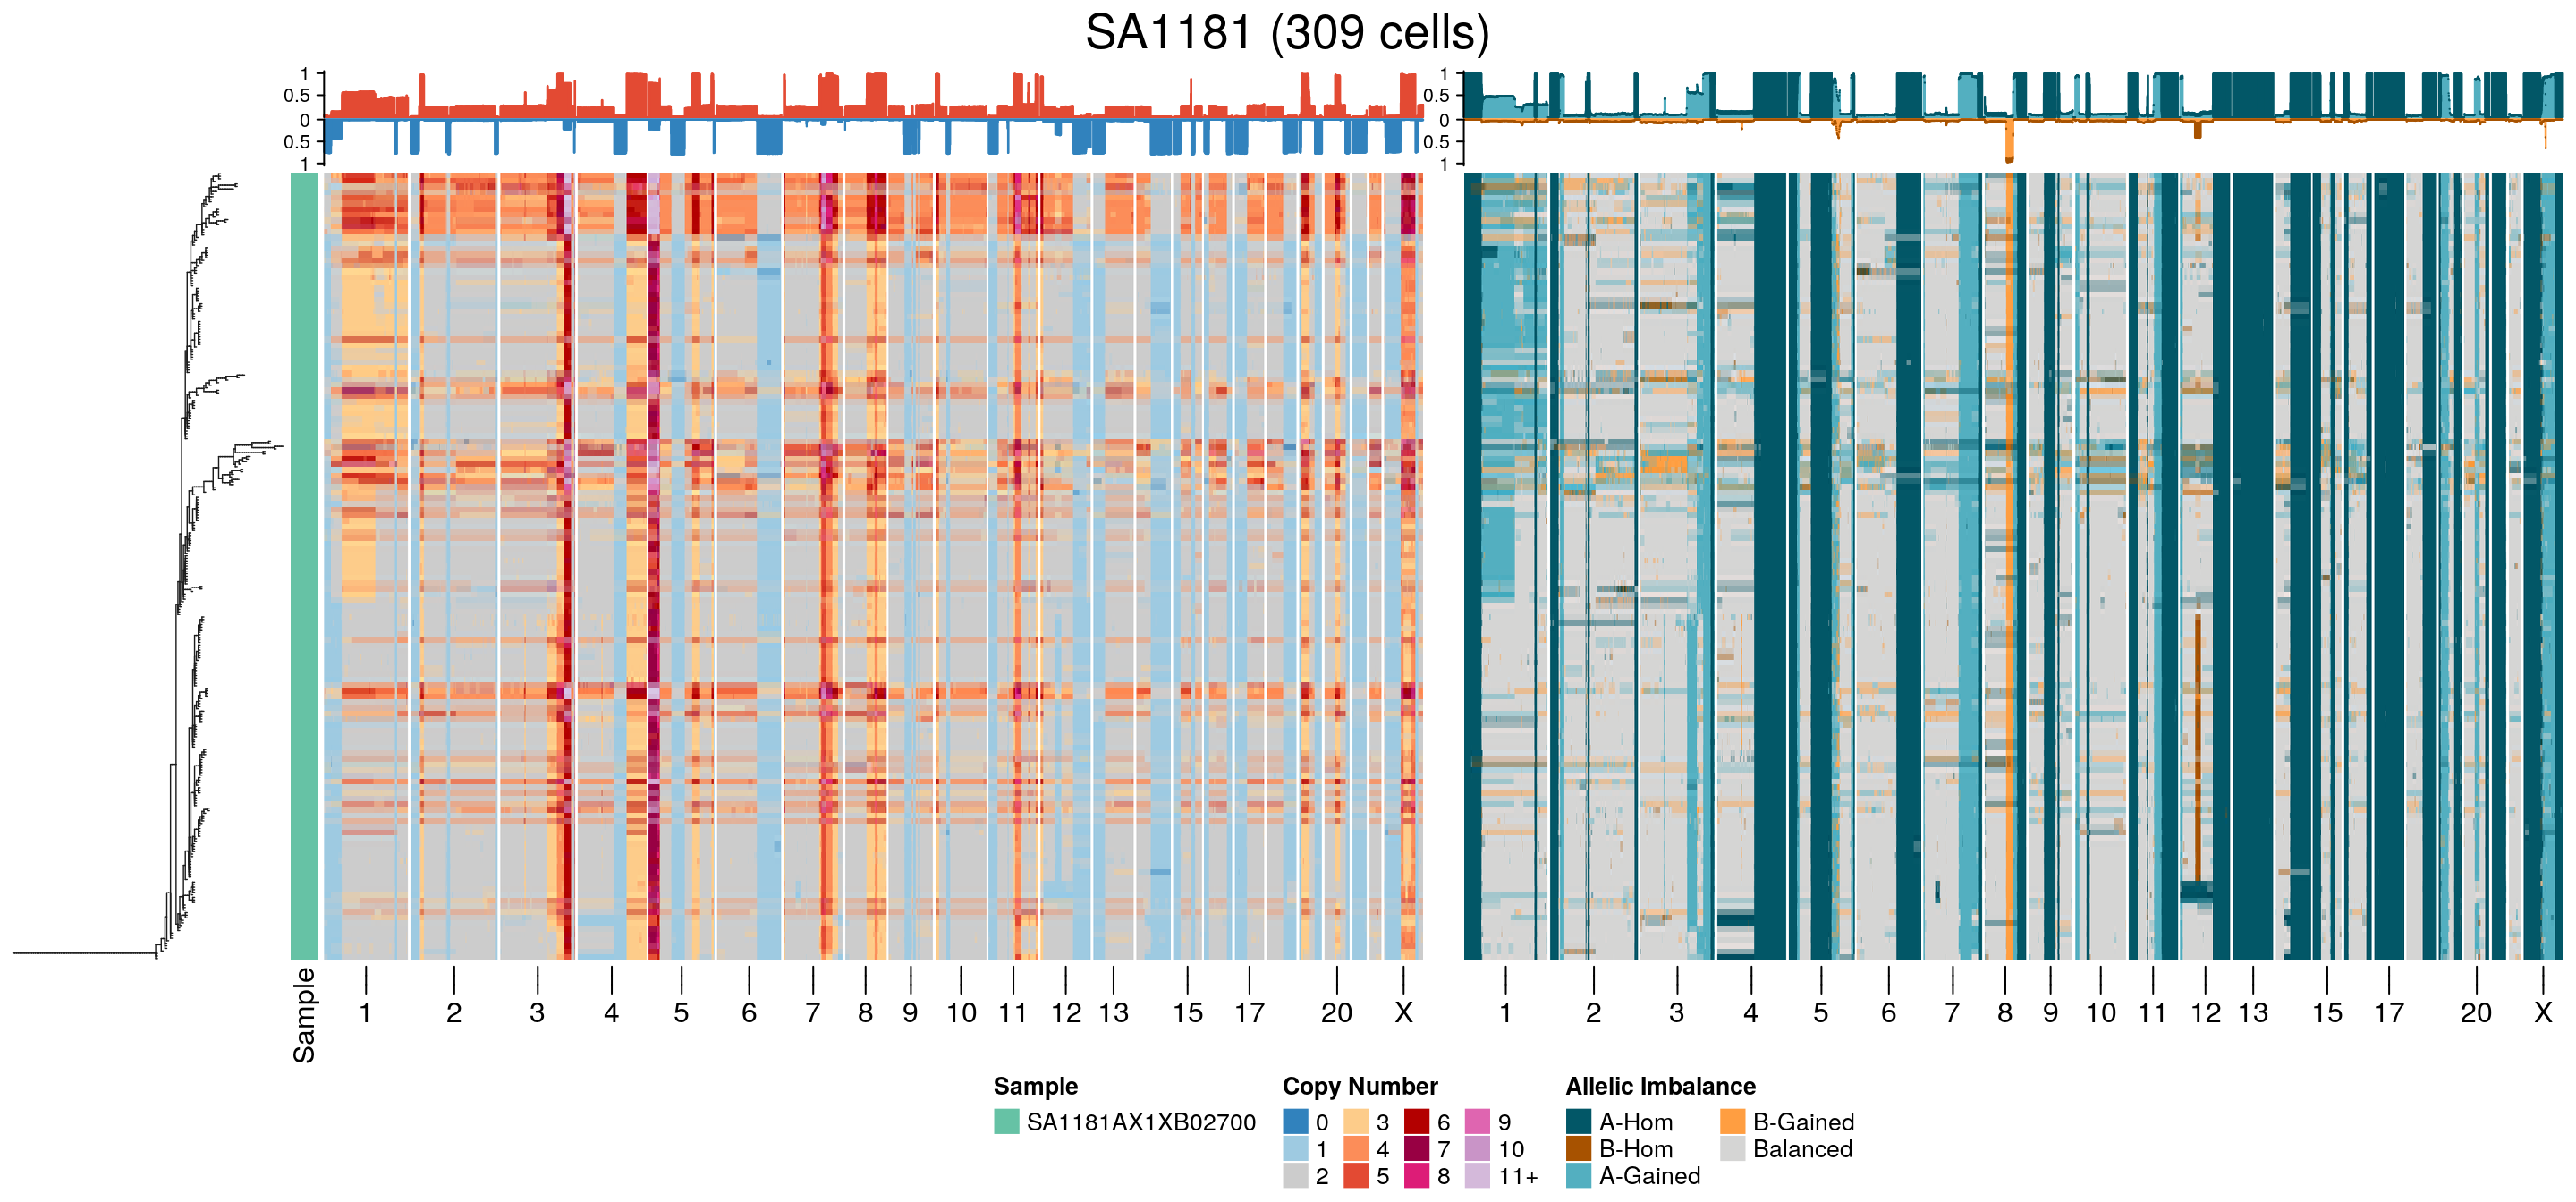 SA1181 (309 cells)
1
0.5
0
0.5
1
1
0.5
0
0.5
1
Sample
1 2 3 4 5 6 7 8 9 10 11 12 13 15 17 20 X
1 2 3 4 5 6 7 8 9 10 11 12 13 15 17 20 X
Sample
SA1181AX1XB02700
Copy Number
0 3 6 9
1 4 7 10
2 5 8 11+
Allelic Imbalance
A-Hom B-Gained
B-Hom Balanced
A-Gained